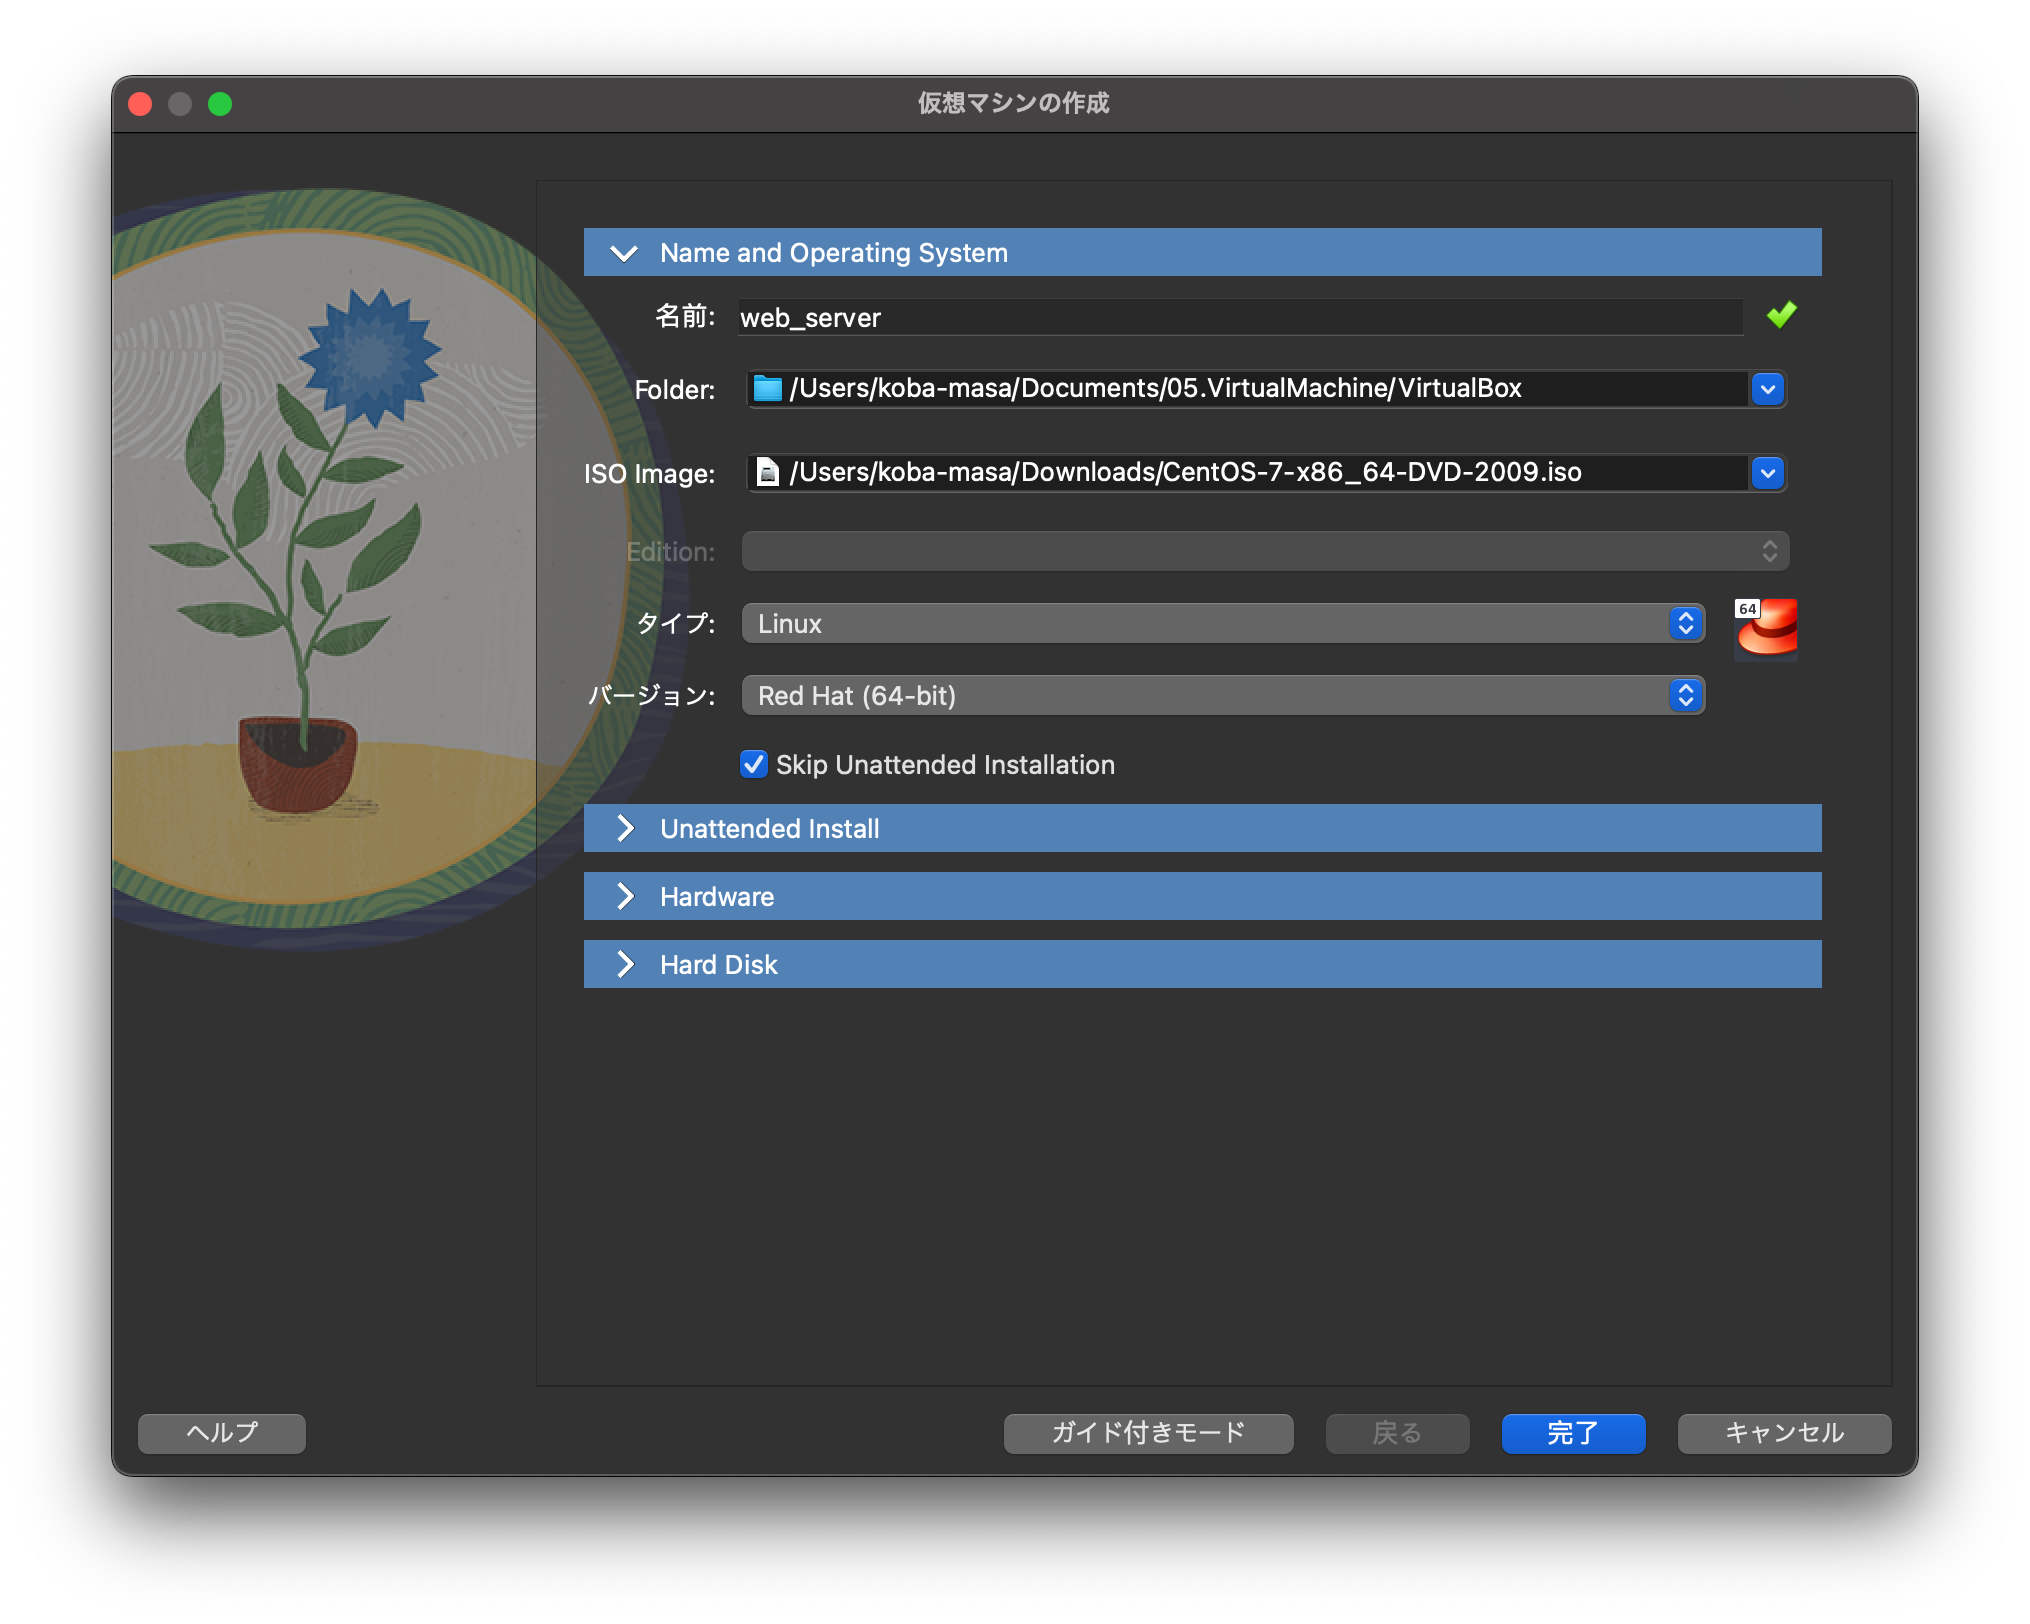 仮想マシンの作成
Name and Operating System
名前: web_server
Folder: /Users/koba-masa/Documents/05.VirtualMachine/VirtualBox
ISO Image: /Users/koba-masa/Downloads/CentOS-7-x86_64-DVD-2009.iso
Edition:
タイプ: Linux
64
バージョン: Red Hat (64-bit)
Skip Unattended Installation
Unattended Install
Hardware
Hard Disk
ヘルプ ガイド付きモード 戻る 完了 キャンセル